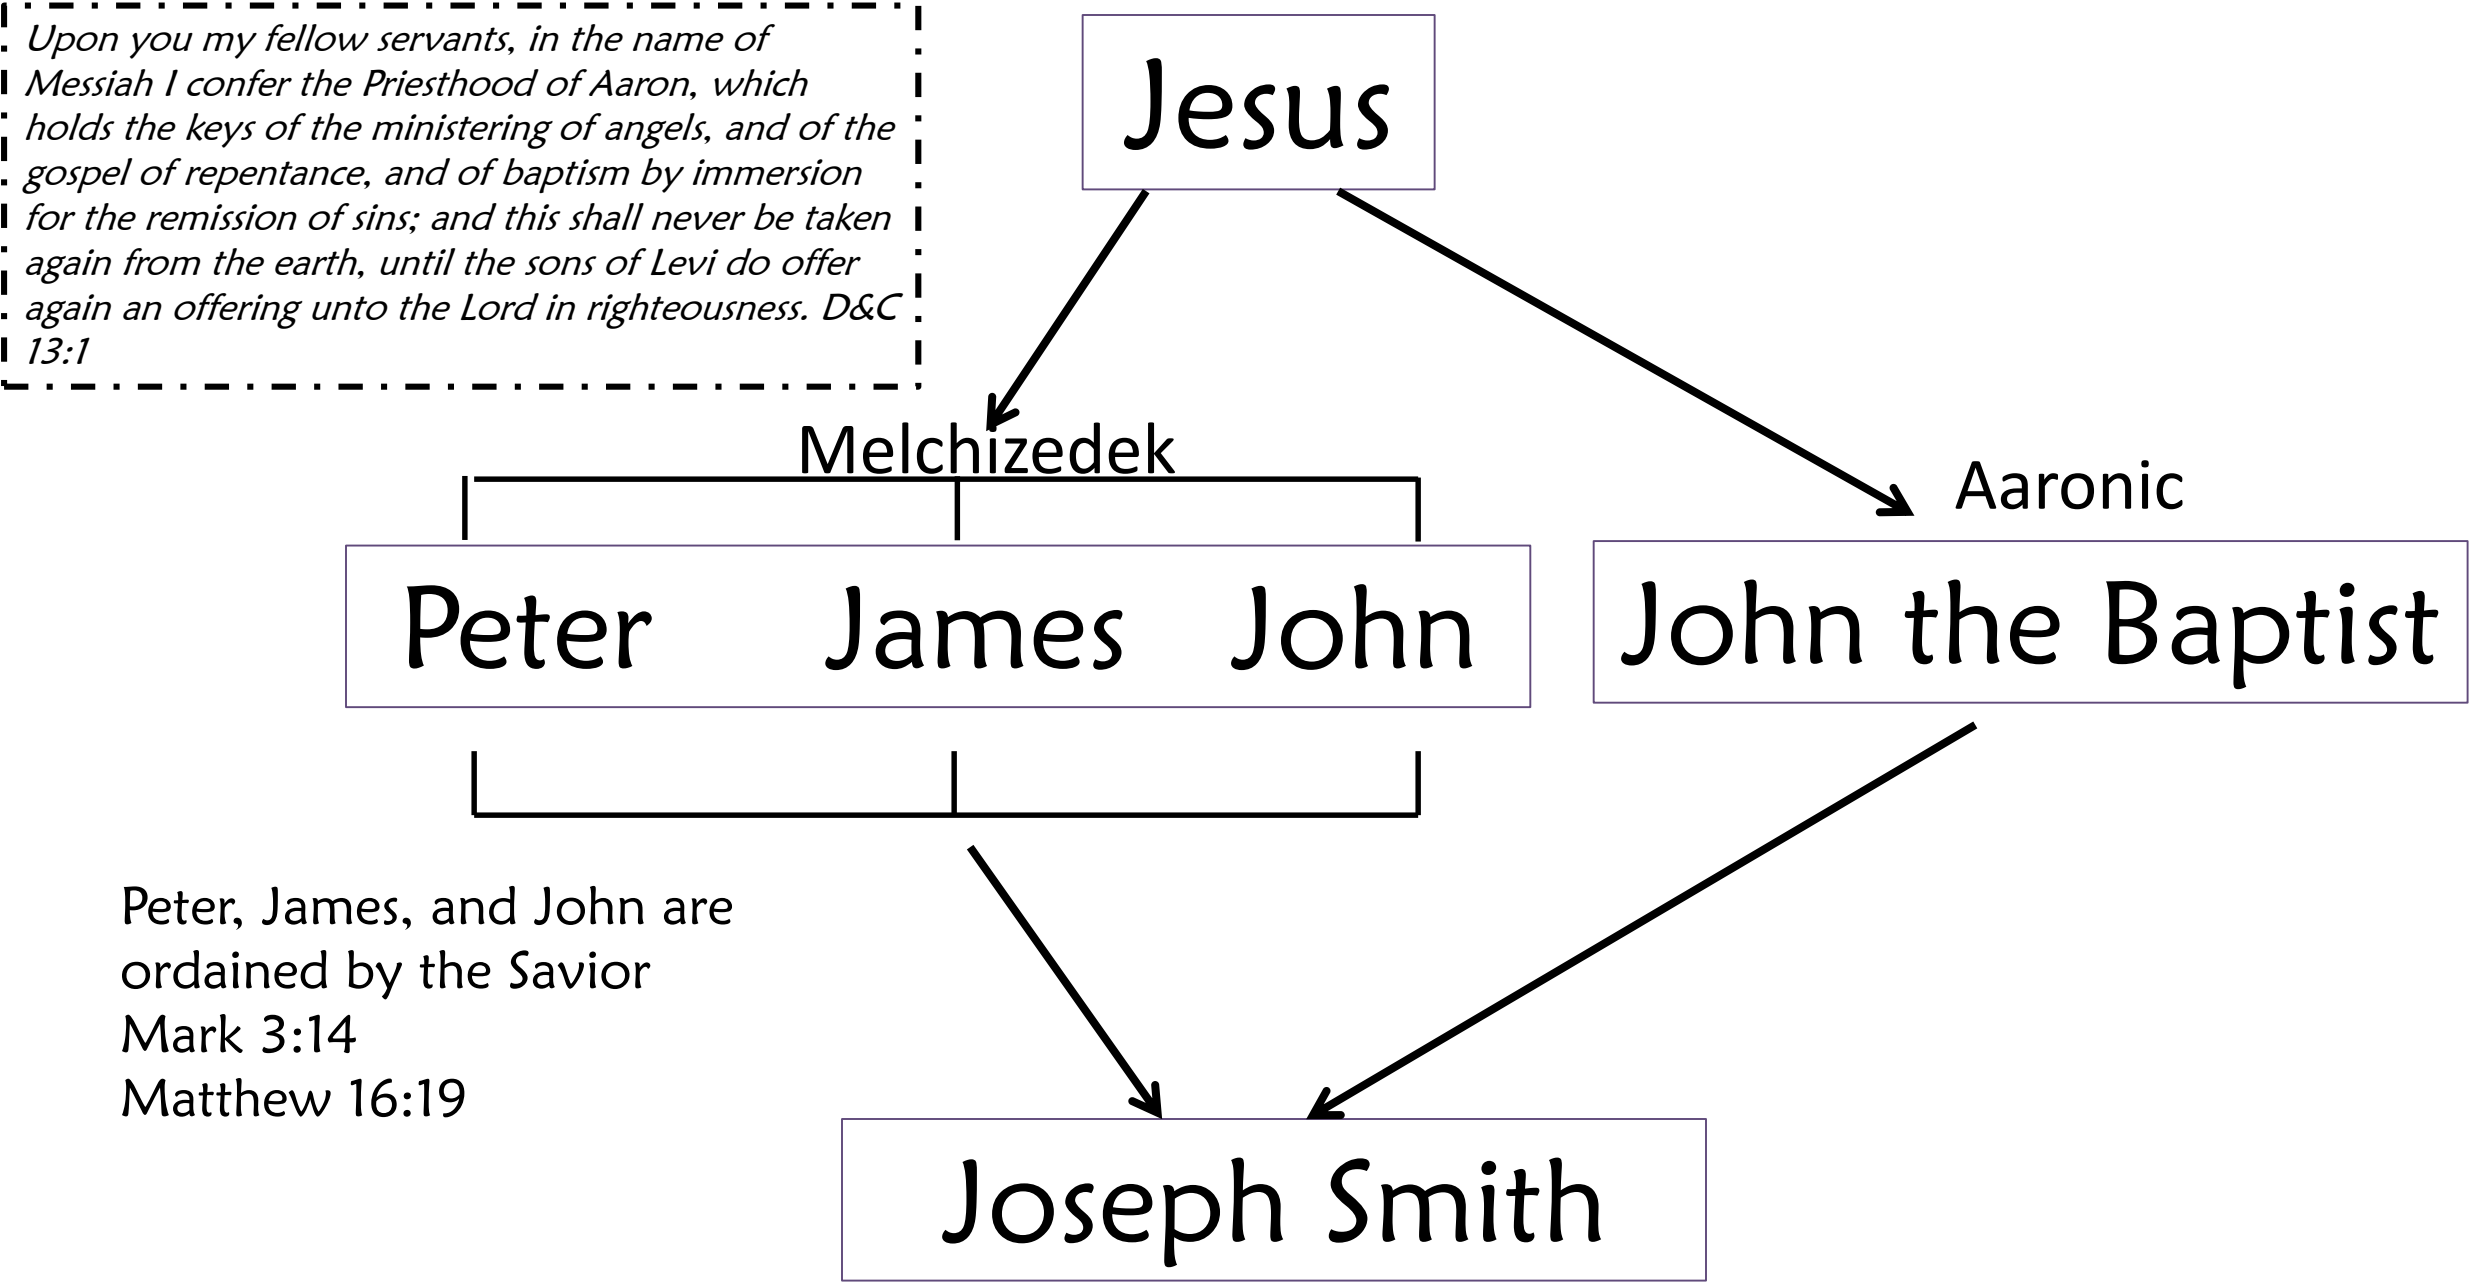 Upon you my fellow servants, in the name of
Messiah I confer the Priesthood of Aaron, which
holds the keys of the ministering of angels, and of the
gospel of repentance, and of baptism by immersion
for the remission of sins; and this shall never be taken
again from the earth, until the sons of Levi do offer
again an offering unto the Lord in righteousness. D&C
13:1
Jesus
Melchizedek
Aaronic
Peter James John
John the Baptist
Peter, James, and John are
ordained by the Savior
Mark 3:14
Matthew 16:19
Joseph Smith